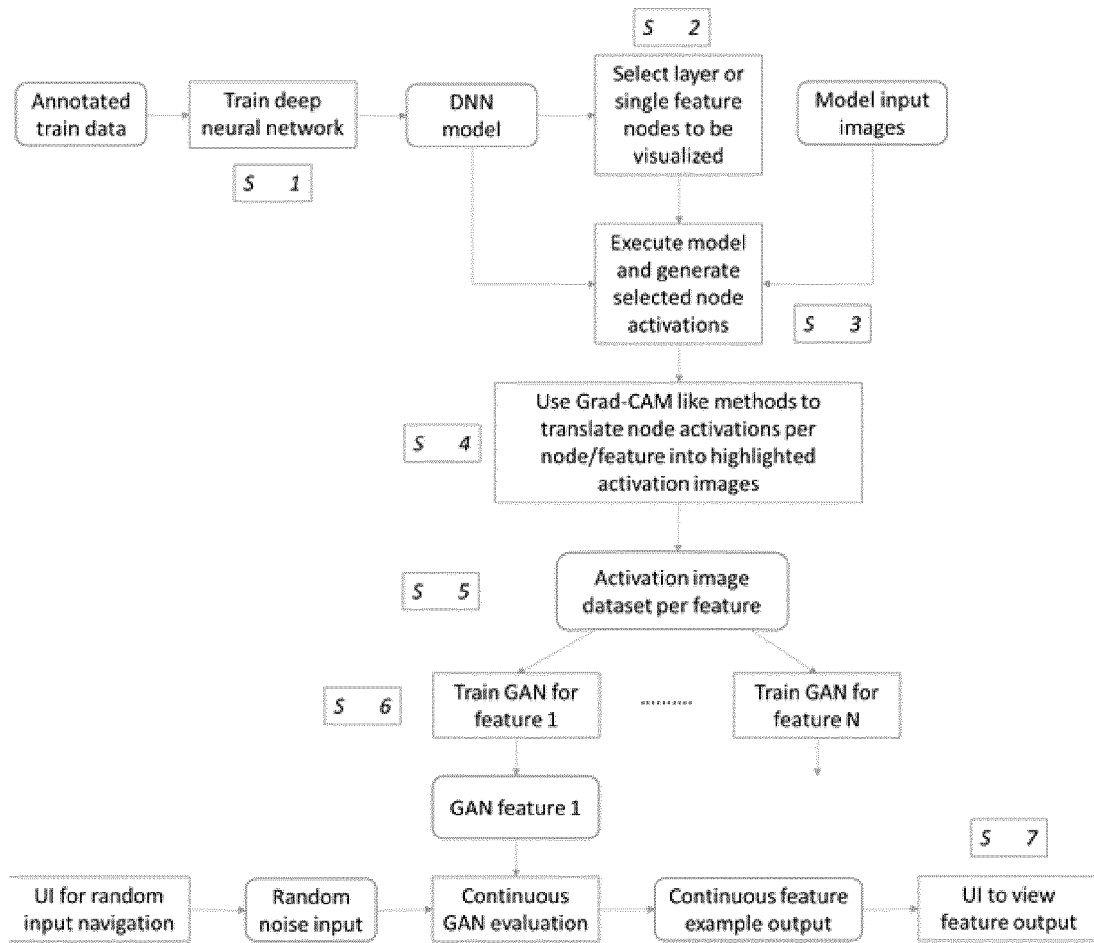 S 2
Annotated
train data
Train deep
neural network
DNN
model
Select layer or
single feature
nodes to be
visualized
Model input
images
S 1
Execute model
and generate
selected node
activations
S 3
Use Grad-CAM like methods to
translate node activations per
node/feature into highlighted
activation images
S 4
Activation image
dataset per feature
S 5
Train GAN for
feature 1
..........
Train GAN for
feature N
S 6
GAN feature 1
S 7
UI for random
input navigation
Random
noise input
Continuous
GAN evaluation
Continuous feature
example output
UI to view
feature output